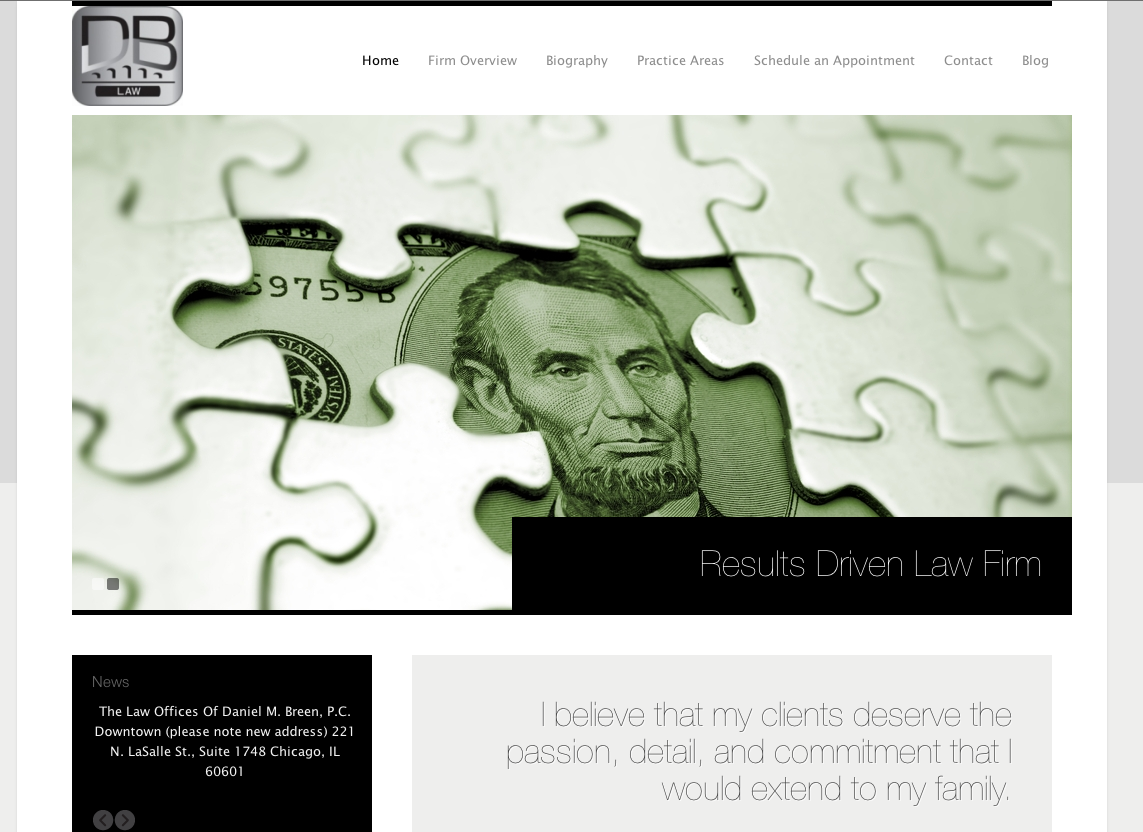 DB
LAW
Home Firm Overview Biography Practice Areas Schedule an Appointment Contact Blog
59755 B
STATES
Results Driven Law Firm
News
The Law Offices Of Daniel M. Breen, P.C.
Downtown (please note new address) 221
N. LaSalle St., Suite 1748 Chicago, IL
60601
I believe that my clients deserve the
passion, detail, and commitment that I
would extend to my family.